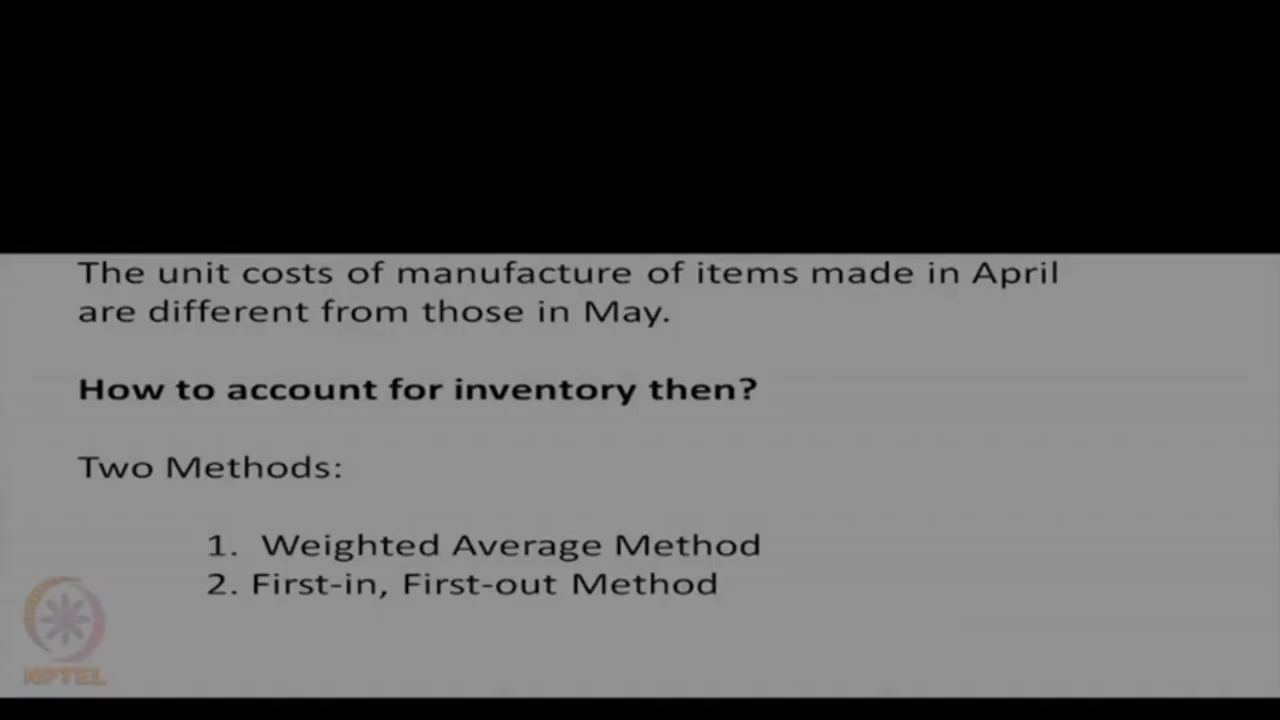 The unit costs of manufacture of items made in April
are different from those in May.
How to account for inventory then?
Two Methods:
1. Weighted Average Method
2. First-in, First-out Method
NPTEL